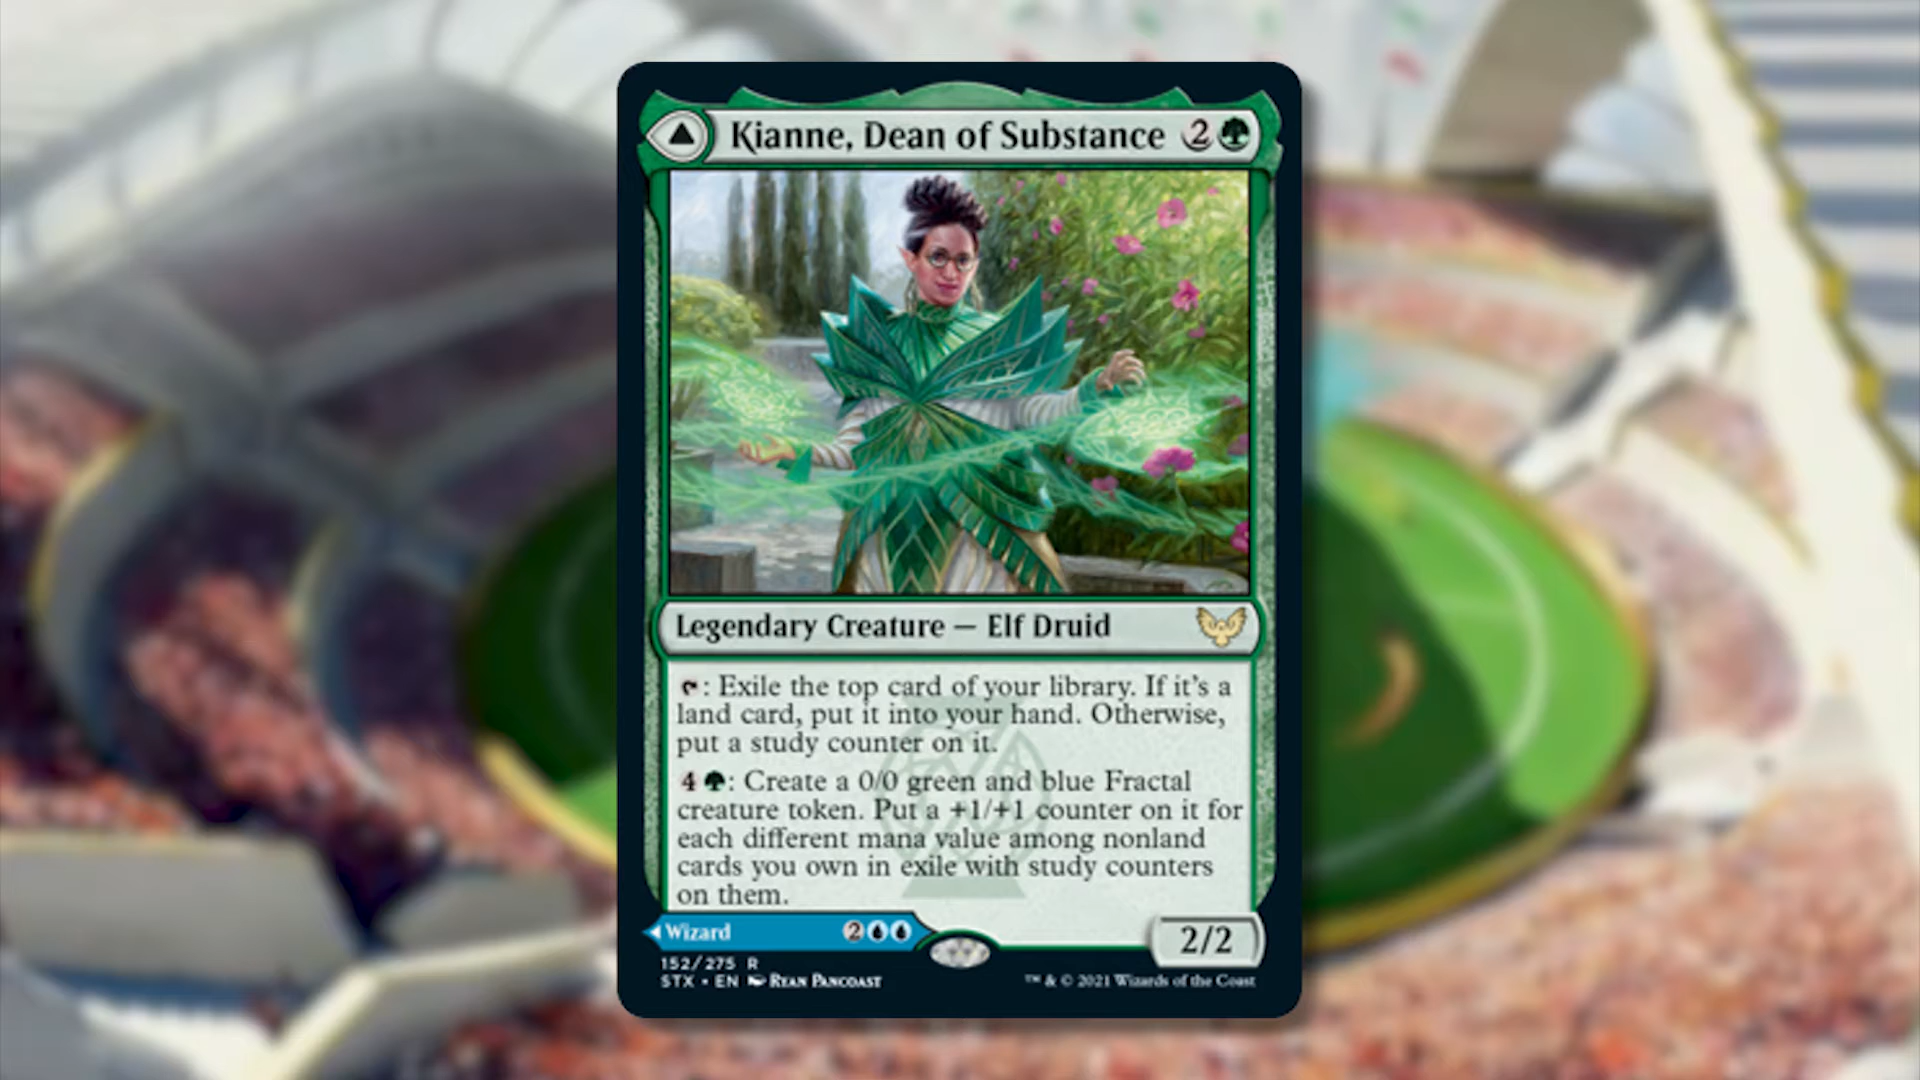 Kianne, Dean of Substance 2
Legendary Creature — Elf Druid
: Exile the top card of your library. If it's a
land card, put it into your hand. Otherwise,
put a study counter on it.
4 : Create a 0/0 green and blue Fractal
creature token. Put a +1/+1 counter on it for
each different mana value among nonland
cards you own in exile with study counters
on them.
Wizard 2
2/2
152/275 R
STX • EN Ryan Pancoast
™ & © 2021 Wizards of the Coast